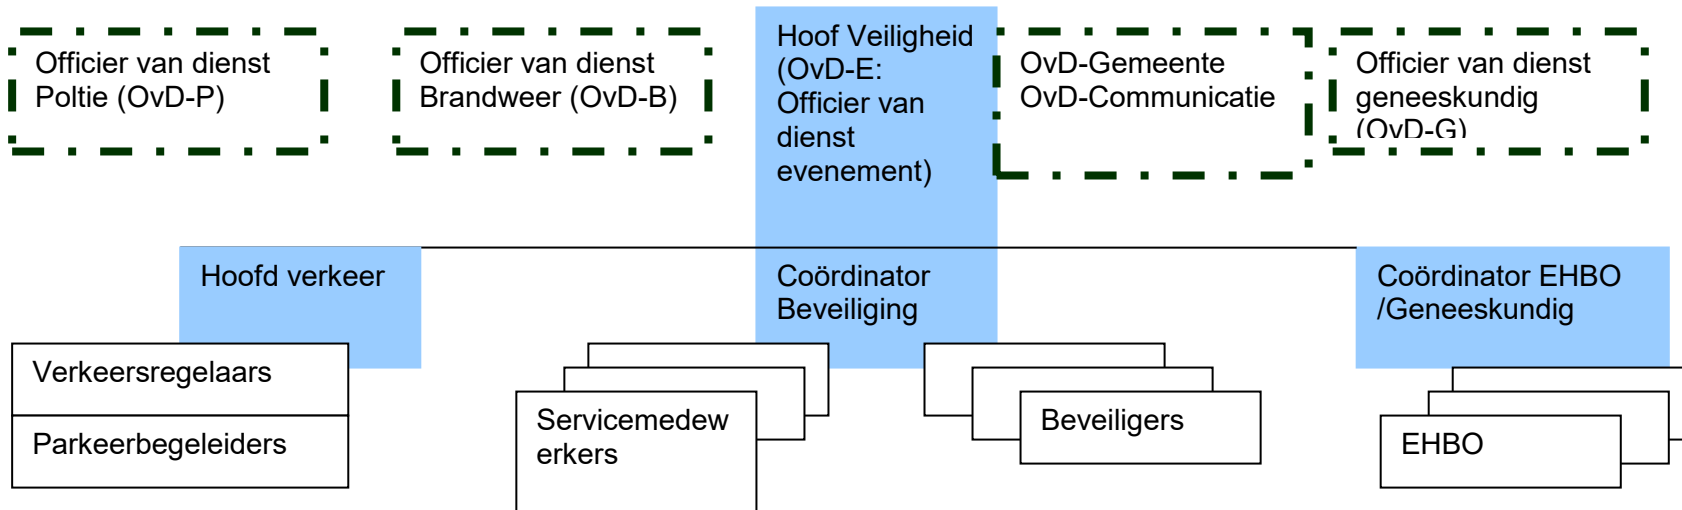 Officier van dienst
Poltie (OvD-P)
Officier van dienst
Brandweer (OvD-B)
Hoof Veiligheid
(OvD-E:
Officier van
dienst
evenement)
OvD-Gemeente
OvD-Communicatie
Officier van dienst
geneeskundig
(OvD-G)
Hoofd verkeer
Coördinator
Beveiliging
Coördinator EHBO
/Geneeskundig
Verkeersregelaars
Parkeerbegeleiders
Servicemedew
erkers
Beveiligers
EHBO